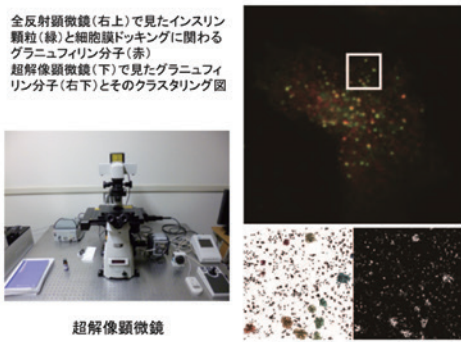 全反射顕微鏡(右上)で見たインスリン
顆粒(緑)と細胞膜ドッキングに関わる
グラニュフィリン分子(赤)
超解像顕微鏡(下)で見たグラニュフィ
リン分子(右下)とそのクラスタリング図
超解像顕微鏡